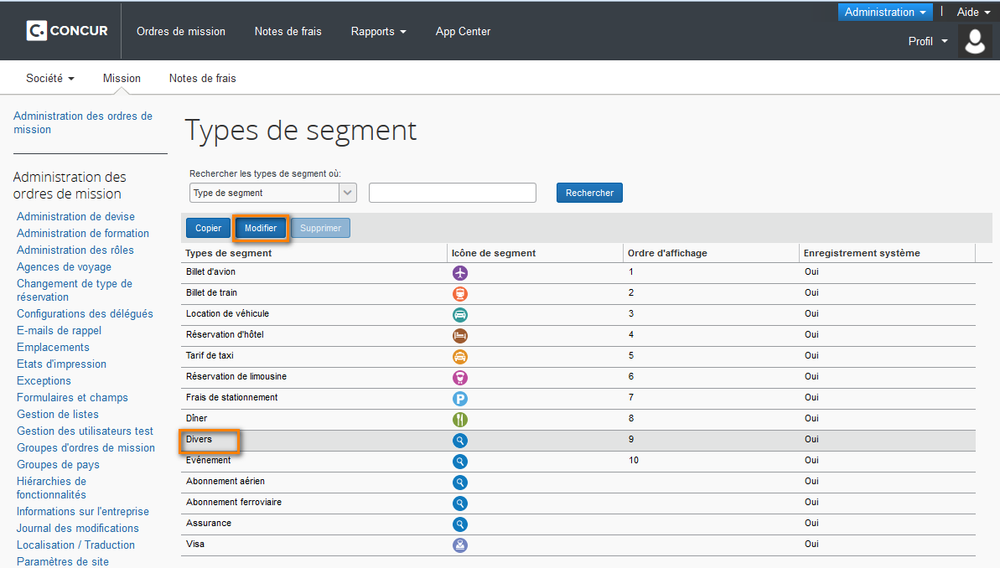 Administration
Aide
C. CONCUR
Ordres de mission
Notes de frais
Rapports
App Center
Profil
Société
Mission
Notes de frais
Administration des ordres de
mission
Types de segment
Administration des
ordres de mission
Administration de devise
Administration de formation
Administration des rôles
Agences de voyage
Changement de type de
réservation
Configurations des délégués
E-mails de rappel
Emplacements
Etats d'impression
Exceptions
Formulaires et champs
Gestion de listes
Gestion des utilisateurs test
Groupes d'ordres de mission
Groupes de pays
Hiérarchies de
fonctionnalités
Informations sur l'entreprise
Journal des modifications
Localisation / Traduction
Paramètres de site
Rechercher les types de segment où:
Type de segment
Rechercher
Copier Modifier Supprimer
Types de segment Icône de segment Ordre d'affichage Enregistrement système
Billet d'avion 1 Oui
Billet de train 2 Oui
Location de véhicule 3 Oui
Réservation d'hôtel 4 Oui
Tarif de taxi 5 Oui
Réservation de limousine 6 Oui
Frais de stationnement P 7 Oui
Dîner 8 Oui
Divers 9 Oui
Evénement 10 Oui
Abonnement aérien Oui
Abonnement ferroviaire Oui
Assurance Oui
Visa Oui